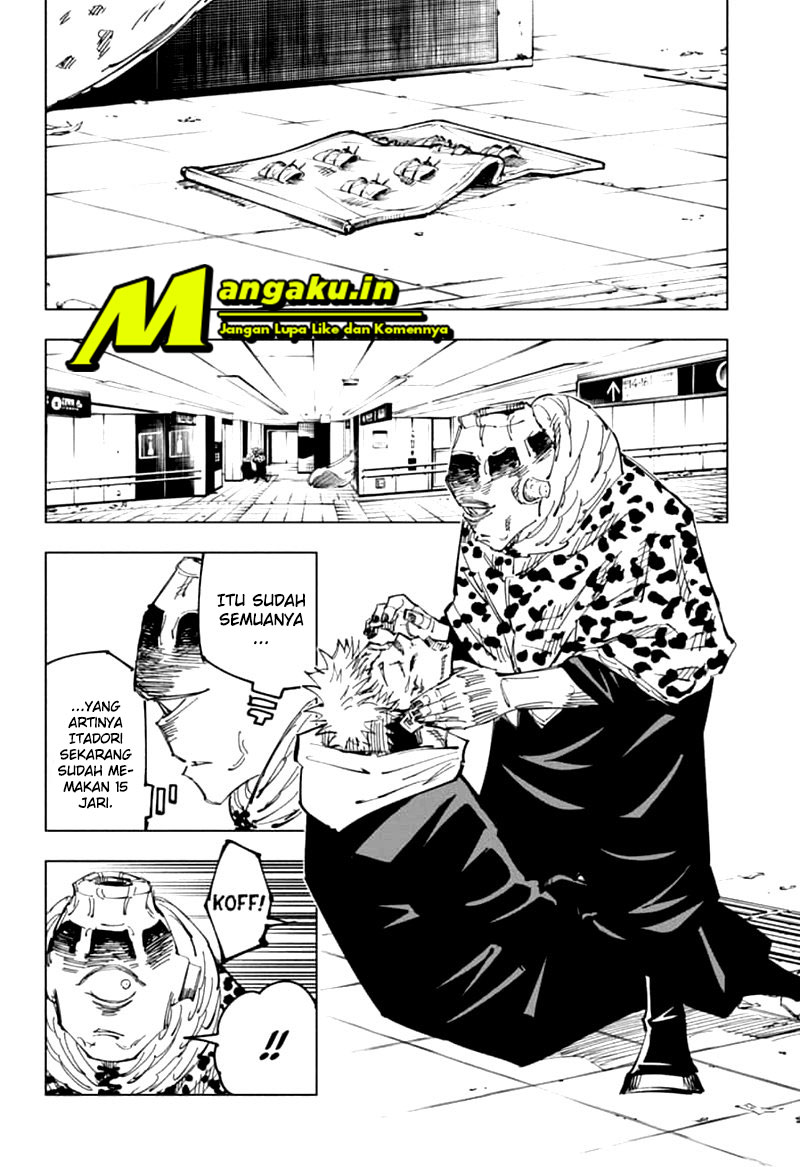 Mangaku.in
Jangan Lupa Like dan Komennya
ITU SUDAH
SEMUANYA
...
...YANG
ARTINYA
ITADORI
SEKARANG
SUDAH ME-
MAKAN 15
JARI.
KOFF!
!!